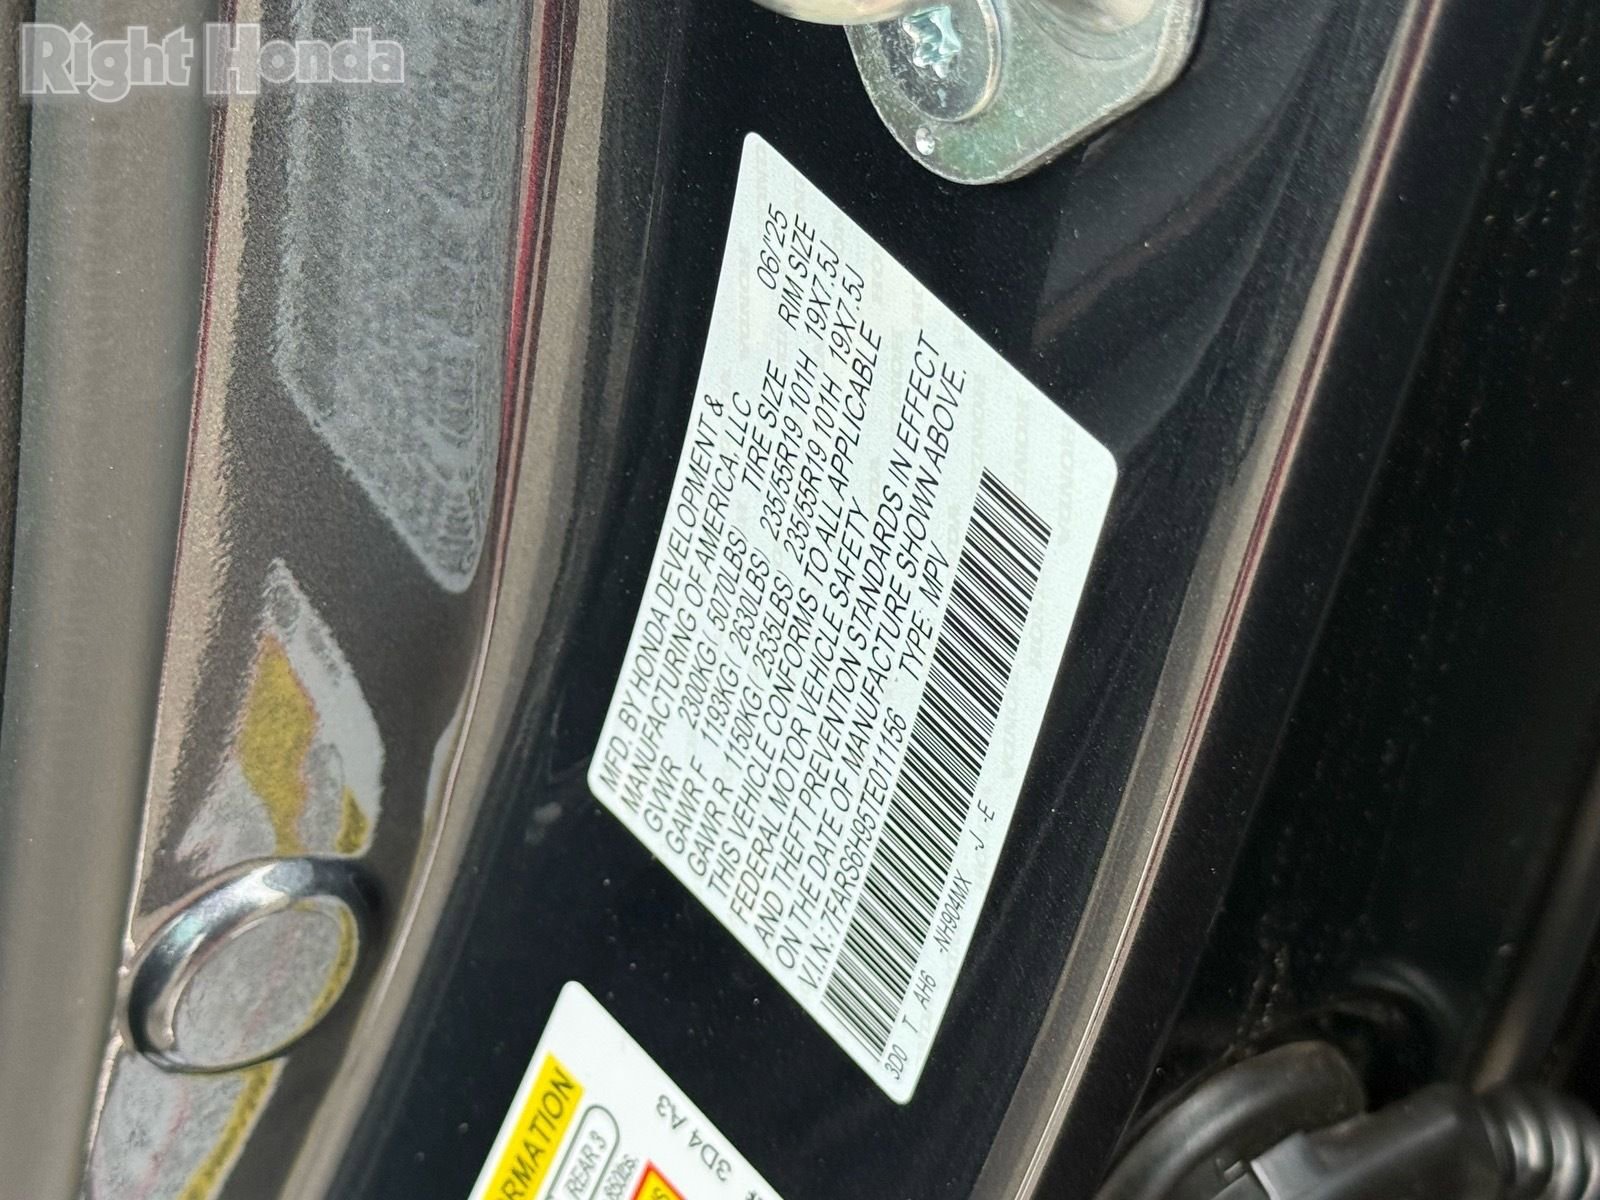 Right Honda
MFD. BY HONDA DEVELOPMENT & 06/'25
MANUFACTURING OF AMERICA, LLC
GVWR 2300KG( 5070LBS) TIRE SIZE RIM SIZE
GAWR F 1193KG( 2630LBS) 235/55R19 101H 19X7.5J
GAWR R 1150KG( 2535LBS) 235/55R19 101H 19X7.5J
THIS VEHICLE CONFORMS TO ALL APPLICABLE
FEDERAL MOTOR VEHICLE SAFETY
AND THEFT PREVENTION STANDARDS IN EFFECT
ON THE DATE OF MANUFACTURE SHOWN ABOVE.
V.I.N.:7FARS6H95TE011156 TYPE: MPV
3D0 T AH6 -NH904MX -J -E
REAR 3
3D4 A3